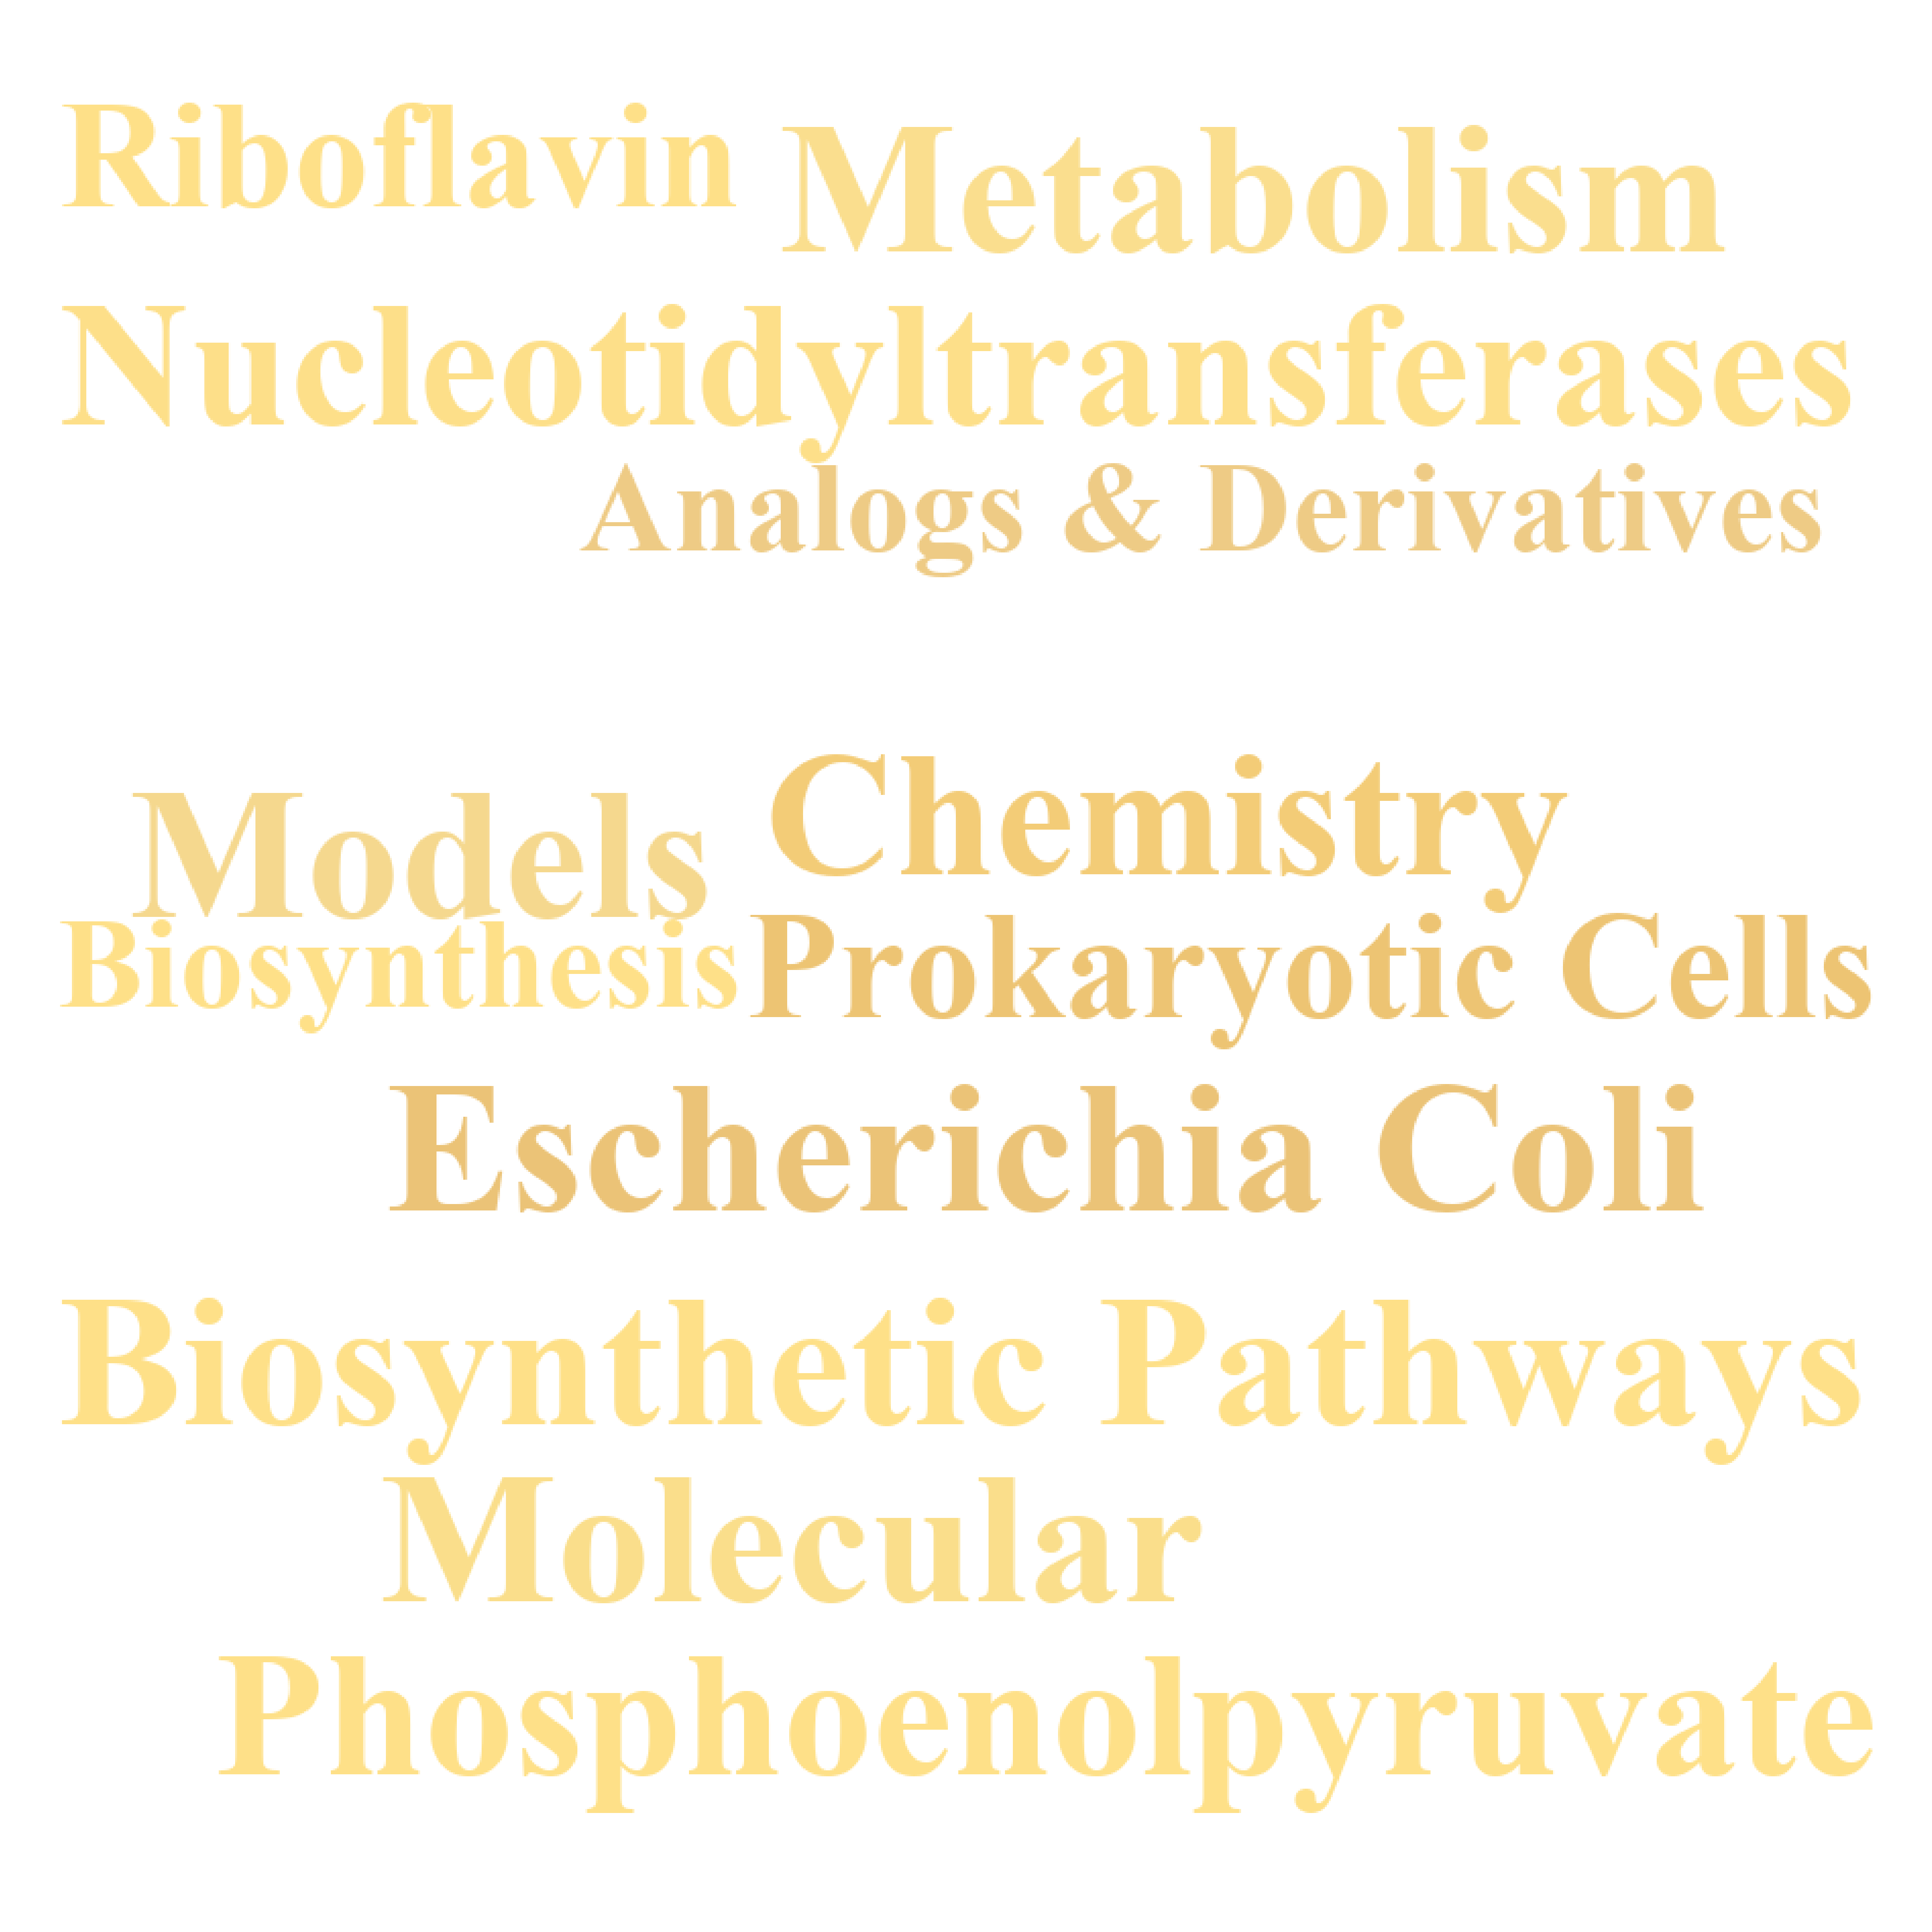 Riboflavin Metabolism
Nucleotidyltransferases
Analogs & Derivatives
Models Chemistry
Biosynthesis Prokaryotic Cells
Escherichia Coli
Biosynthetic Pathways
Molecular
Phosphoenolpyruvate